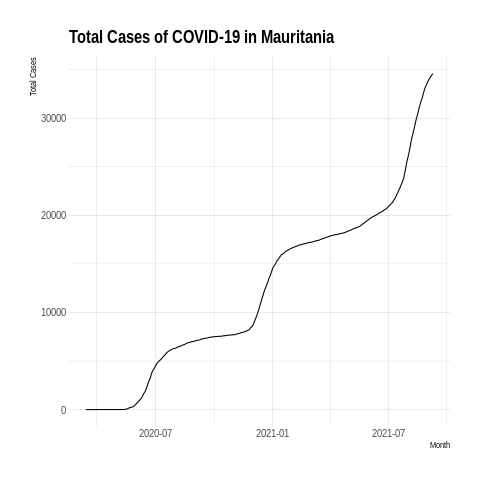 Total Cases of COVID-19 in Mauritania
Total Cases
30000
20000
10000
0
2020-07 2021-01 2021-07
Month